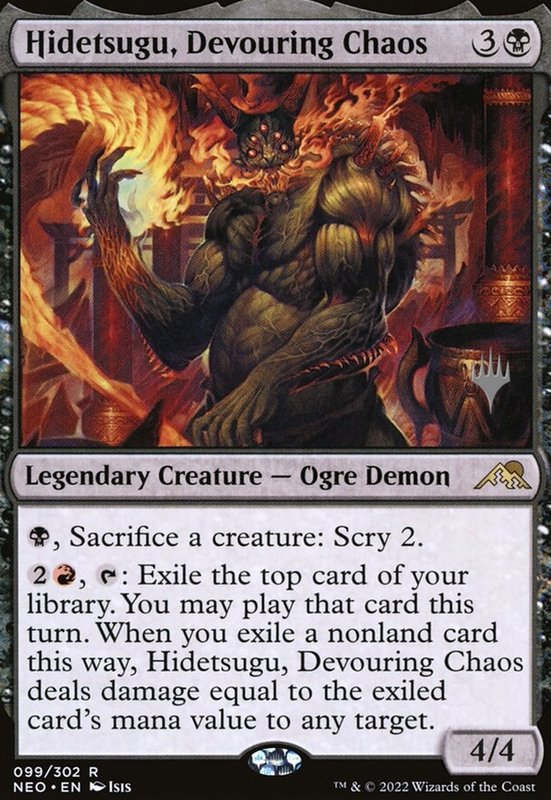 Hidetsugu, Devouring Chaos 3
Legendary Creature — Ogre Demon
, Sacrifice a creature: Scry 2.
2, : Exile the top card of your
library. You may play that card this
turn. When you exile a nonland card
this way, Hidetsugu, Devouring Chaos
deals damage equal to the exiled
card's mana value to any target.
4/4
099/302 R
NEO • EN Isis
™ & © 2022 Wizards of the Coast